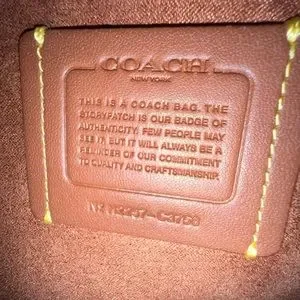 COACH
NEW YORK
THIS IS A COACH BAG. THE
STORYPATCH IS OUR BADGE OF
AUTHENTICITY. FEW PEOPLE MAY
SEE IT, BUT IT WILL ALWAYS BE A
REMINDER OF OUR COMMITMENT
TO QUALITY AND CRAFTSMANSHIP.